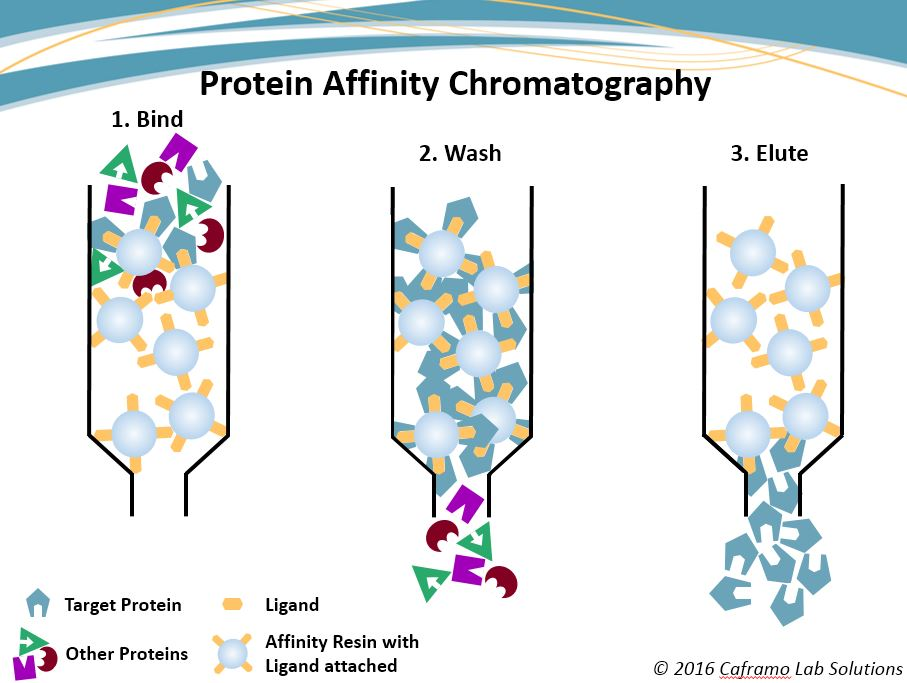 Protein Affinity Chromatography
1. Bind
2. Wash
3. Elute
Target Protein
Ligand
Other Proteins
Affinity Resin with
Ligand attached
© 2016 Caframo Lab Solutions